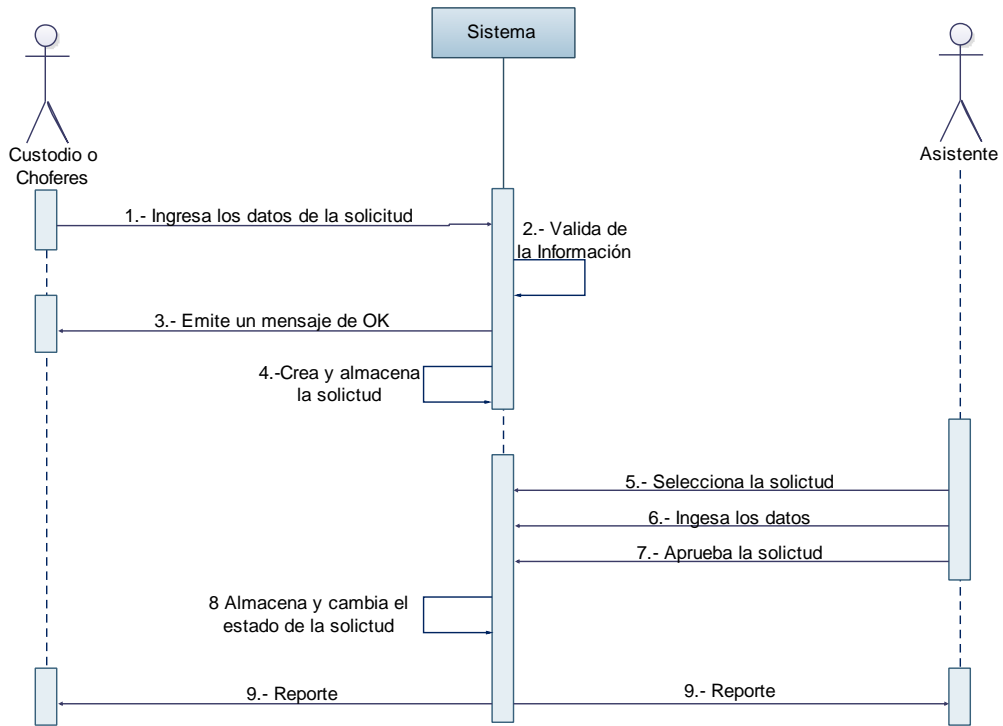 Sistema
Custodio o
Choferes
Asistente
1.- Ingresa los datos de la solicitud
2.- Valida de
la Información
3.- Emite un mensaje de OK
4.-Crea y almacena
la solictud
5.- Selecciona la solictud
6.- Ingesa los datos
7.- Aprueba la solictud
8 Almacena y cambia el
estado de la solictud
9.- Reporte
9.- Reporte